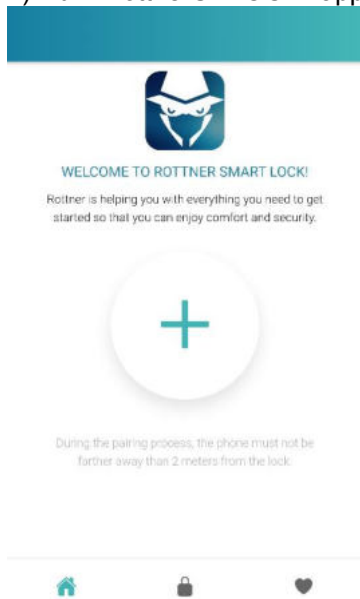 WELCOME TO ROTTNER SMART LOCK!
Rottner is helping you with everything you need to get
started so that you can enjoy comfort and security.
During the pairing process, the phone must not be
farther away than 2 meters from the lock.